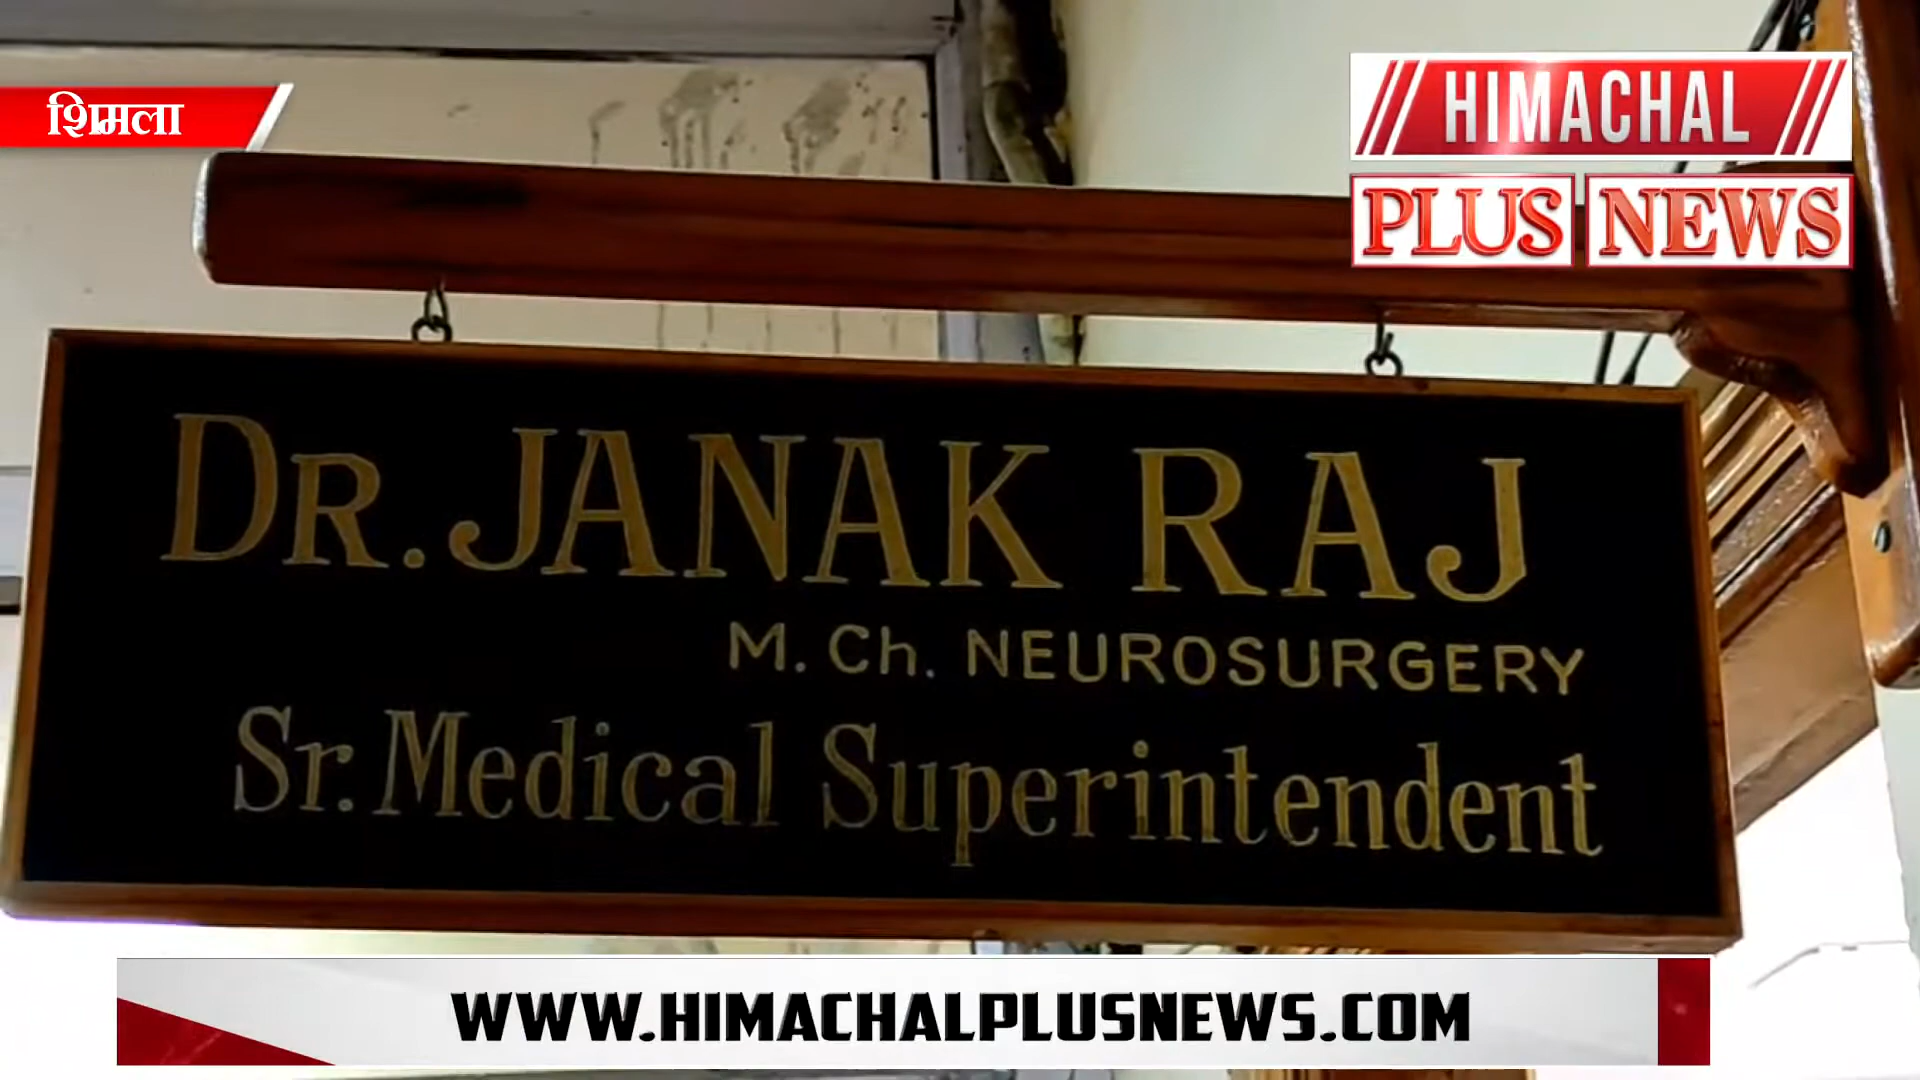 शिमला
HIMACHAL
PLUS NEWS
DR. JANAK RAJ
M. Ch. NEUROSURGERY
Sr. Medical Superintendent
WWW.HIMACHALPLUSNEWS.COM